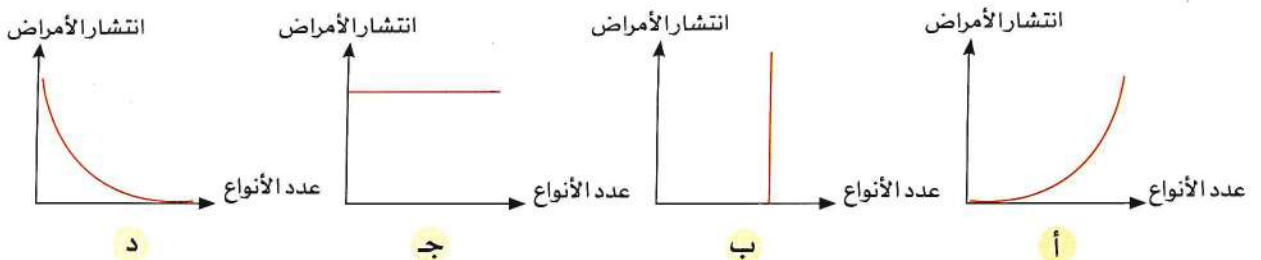 انتشار الأمراض
انتشار الأمراض
انتشار الأمراض
انتشار الأمراض
عدد الأنواع
عدد الأنواع
عدد الأنواع
عدد الأنواع
أ
ب
جـ
د